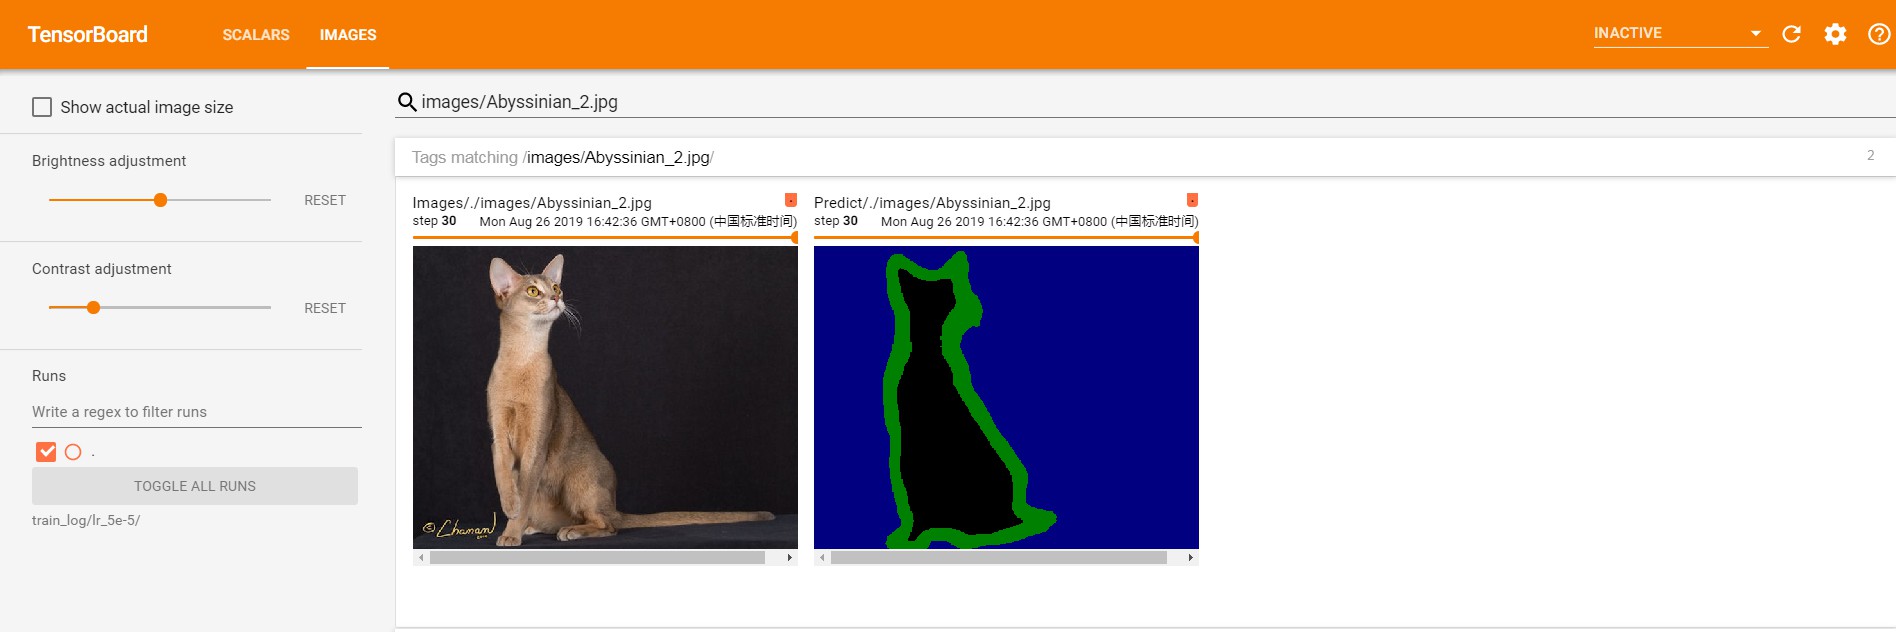 TensorBoard
SCALARS
IMAGES
INACTIVE
Show actual image size
images/Abyssinian_2.jpg
Brightness adjustment
RESET
Contrast adjustment
RESET
Runs
Write a regex to filter runs
.
TOGGLE ALL RUNS
train_log/lr_5e-5/
Tags matching /images/Abyssinian_2.jpg/
2
Images/./images/Abyssinian_2.jpg
step 30 Mon Aug 26 2019 16:42:36 GMT+0800 (中国标准时间)
© Chanan
Predict/./images/Abyssinian_2.jpg
step 30 Mon Aug 26 2019 16:42:36 GMT+0800 (中国标准时间)